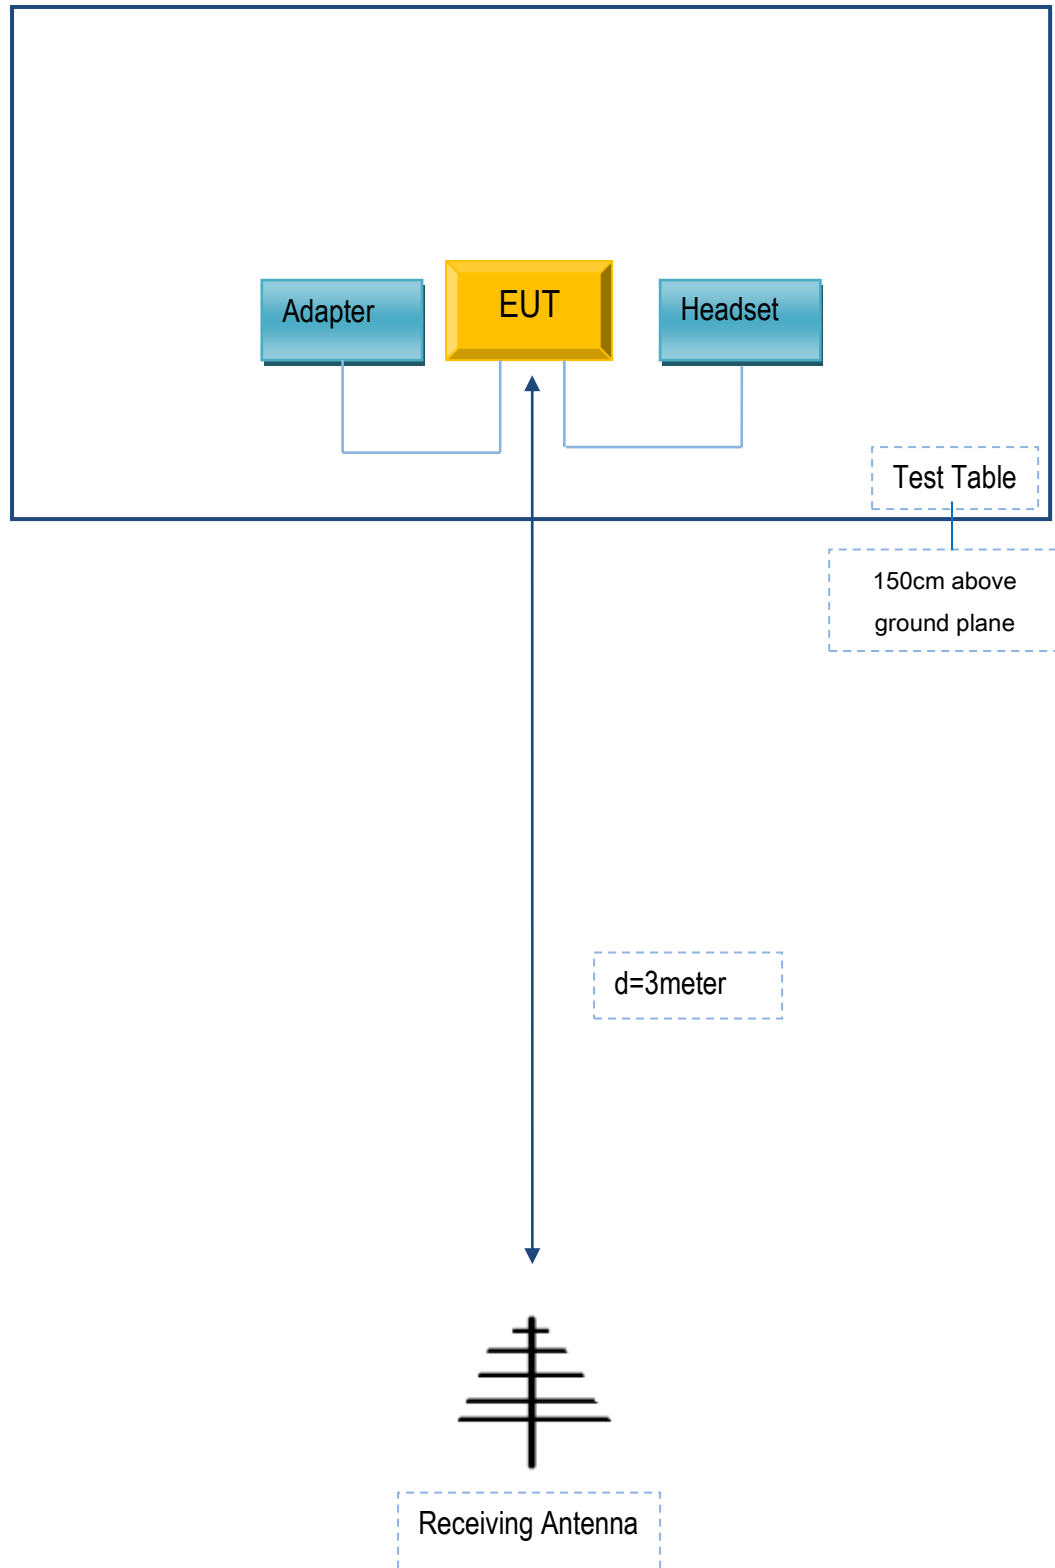 Adapter
EUT
Headset
Test Table
150cm above
ground plane
d=3meter
Receiving Antenna